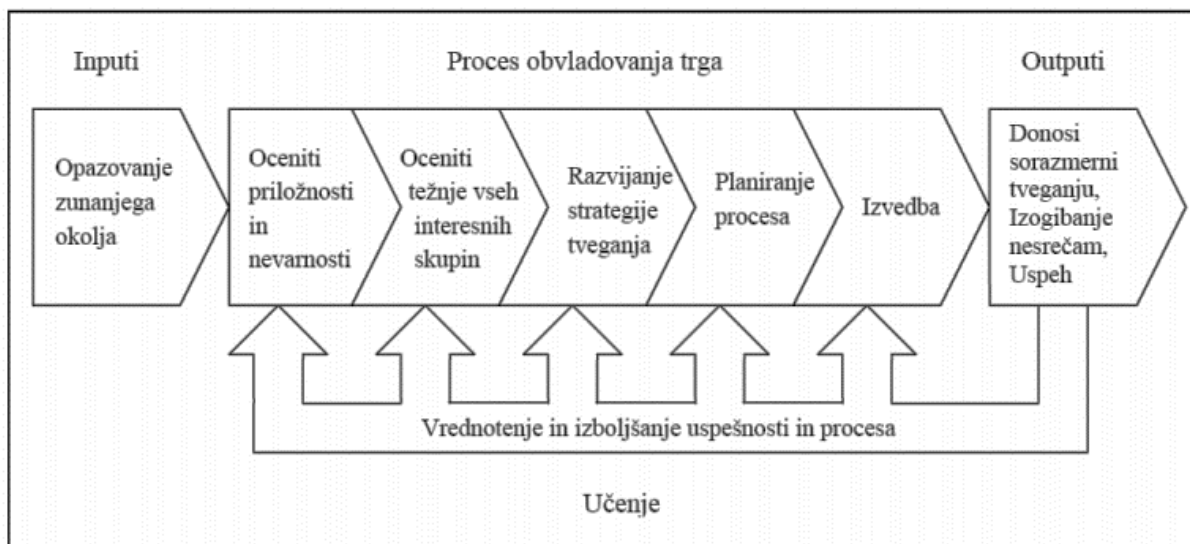 Inputi
Proces obvladovanja trga
Outputi
Opazovanje
zunanjega
okolja
Oceniti
priložnosti
in
nevarnosti
Oceniti
težnje vseh
interesnih
skupin
Razvijanje
strategije
tveganja
Planiranje
procesa
Izvedba
Donosi
sorazmerni
tveganju,
Izogibanje
nesrečam,
Uspeh
Vrednotenje in izboljšanje uspešnosti in procesa
Učenje